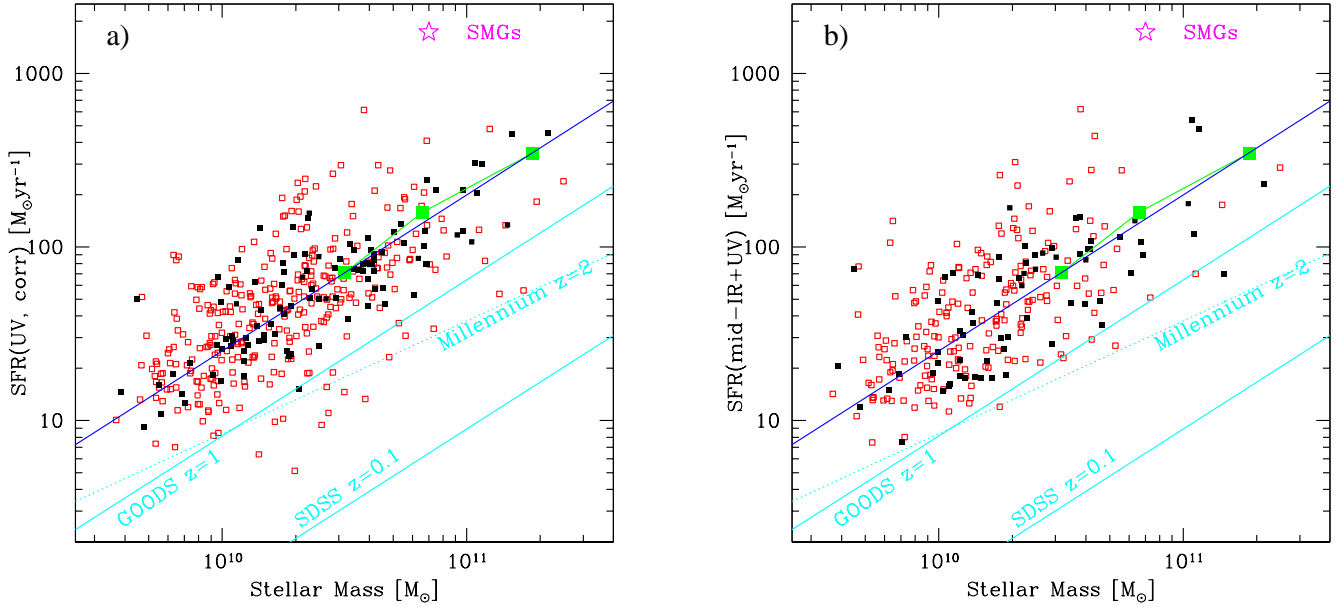 a)
SMGs
1000
100
10
SFR(UV, corr) [M⊙yr⁻¹]
Millennium z=2
GOODS z=1
SDSS z=0.1
10¹⁰
10¹¹
Stellar Mass [M⊙]
b)
SMGs
1000
100
10
SFR(mid−IR+UV) [M⊙yr⁻¹]
Millennium z=2
GOODS z=1
SDSS z=0.1
10¹⁰
10¹¹
Stellar Mass [M⊙]